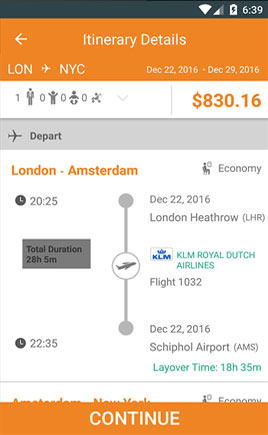 6:39
Itinerary Details
LON NYC Dec 22, 2016 - Dec 29, 2016
1 0 0 0 $830.16
Depart
London - Amsterdam Economy
20:25 Dec 22, 2016
London Heathrow (LHR)
Total Duration
28h 5m
KLM KLM ROYAL DUTCH
AIRLINES
Flight 1032
Dec 22, 2016
22:35 Schiphol Airport (AMS)
Layover Time: 18h 35m
Amsterdam - New York Economy
CONTINUE